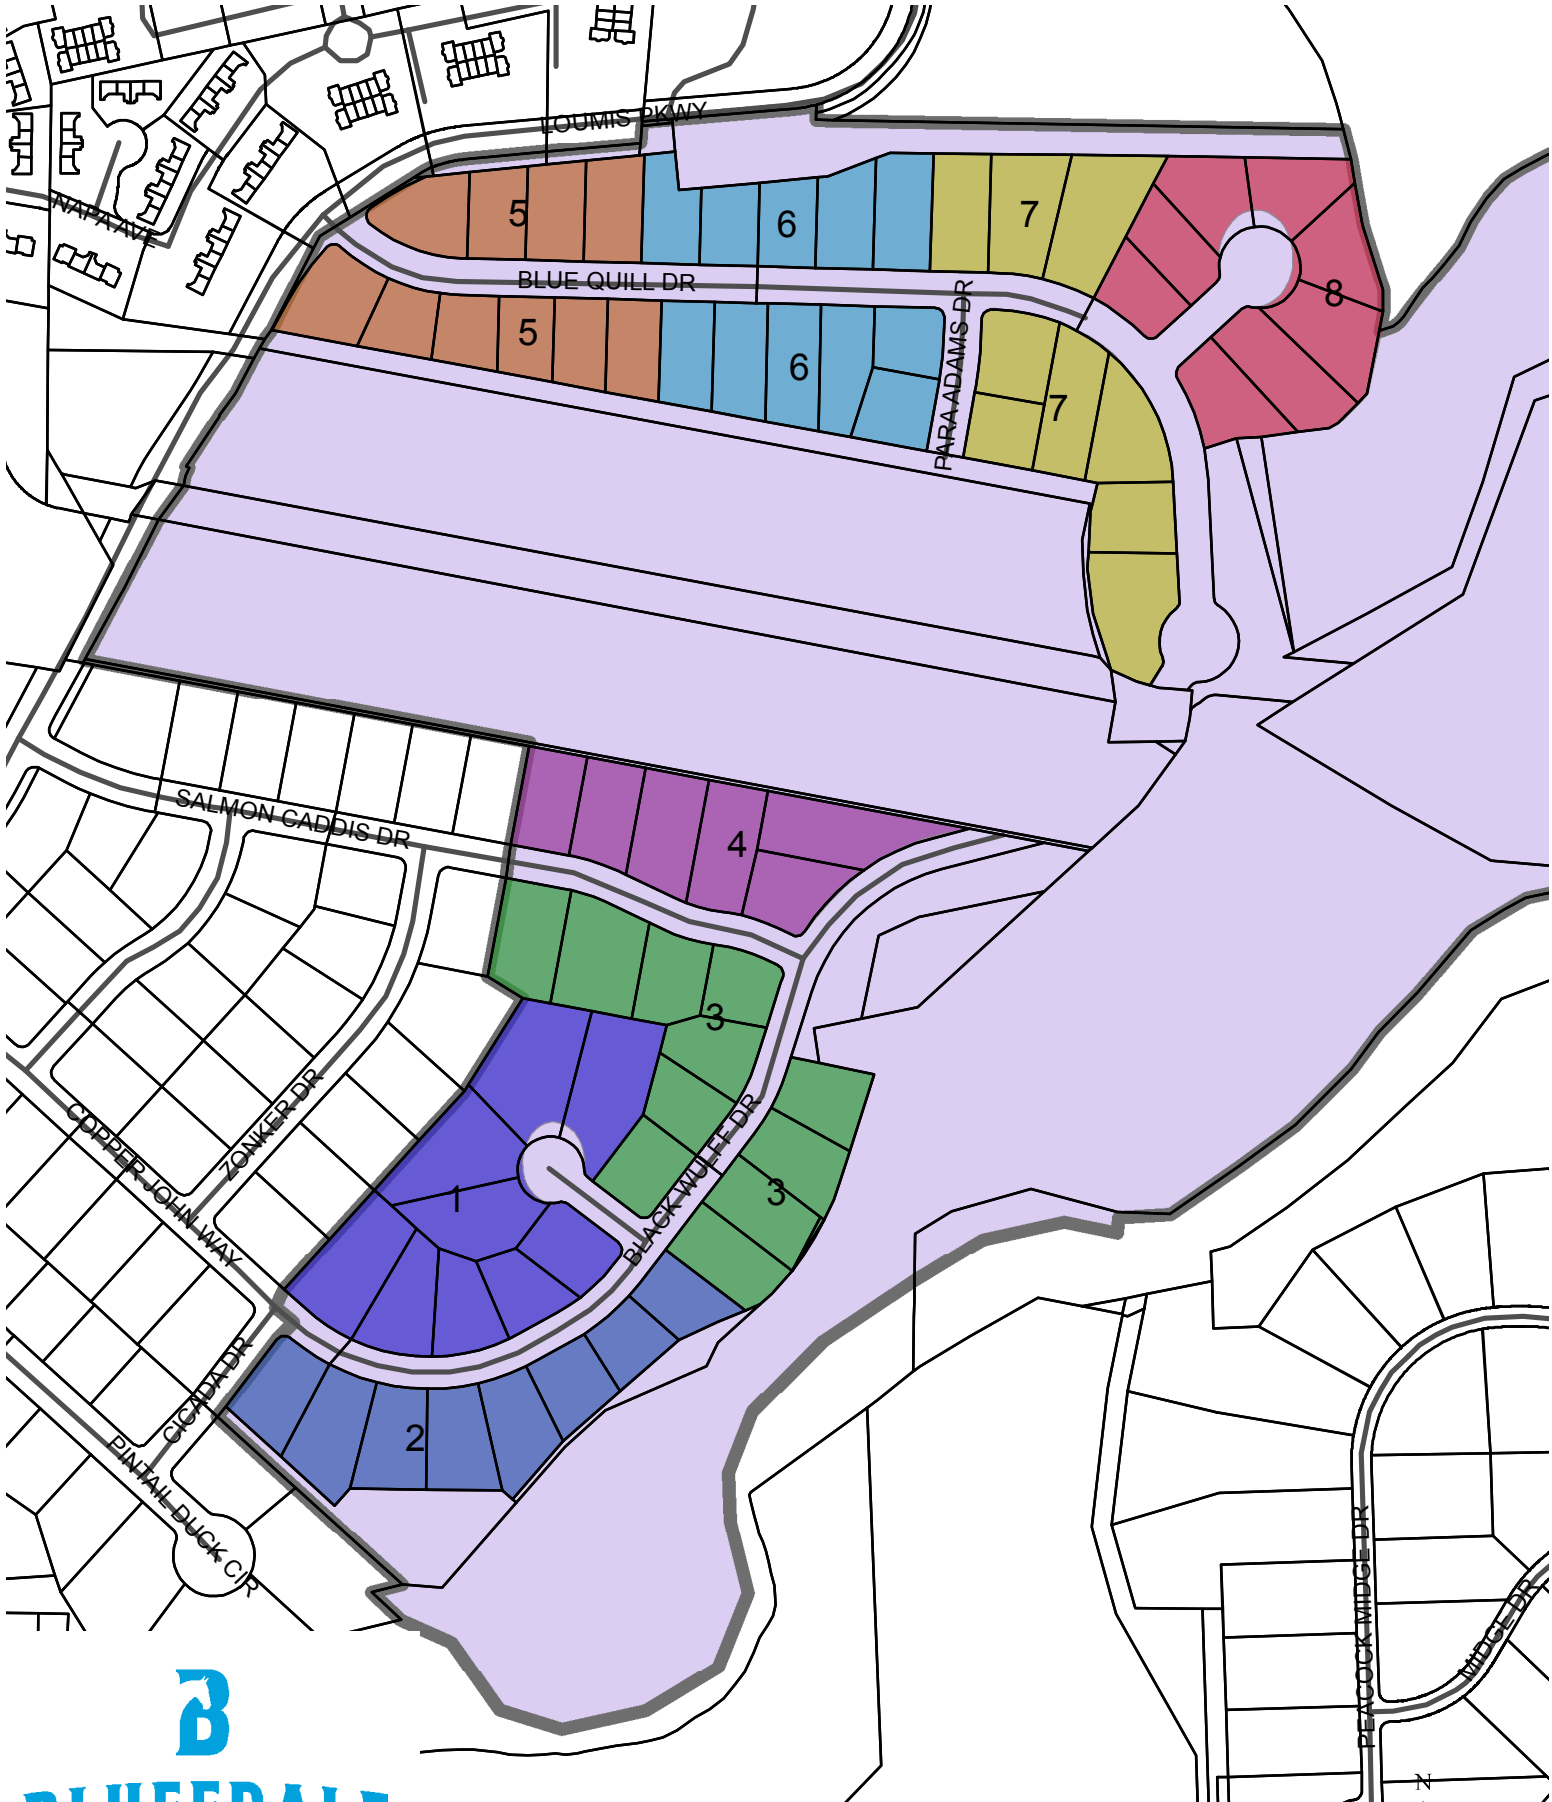 LOUMIS PKWY
NAPA AVE
5
6
7
8
BLUE QUILL DR
5
6
PARA ADAMS DR
7
SALMON CADDIS DR
4
3
COPPER JOHN WAY
ZONKER DR
BLACK WULFF DR
1
3
CICADA DR
2
PINTAIL DUCK CIR
PEACOCK MIDGE DR
MIDGE DR
B
BLUFFDALE
N